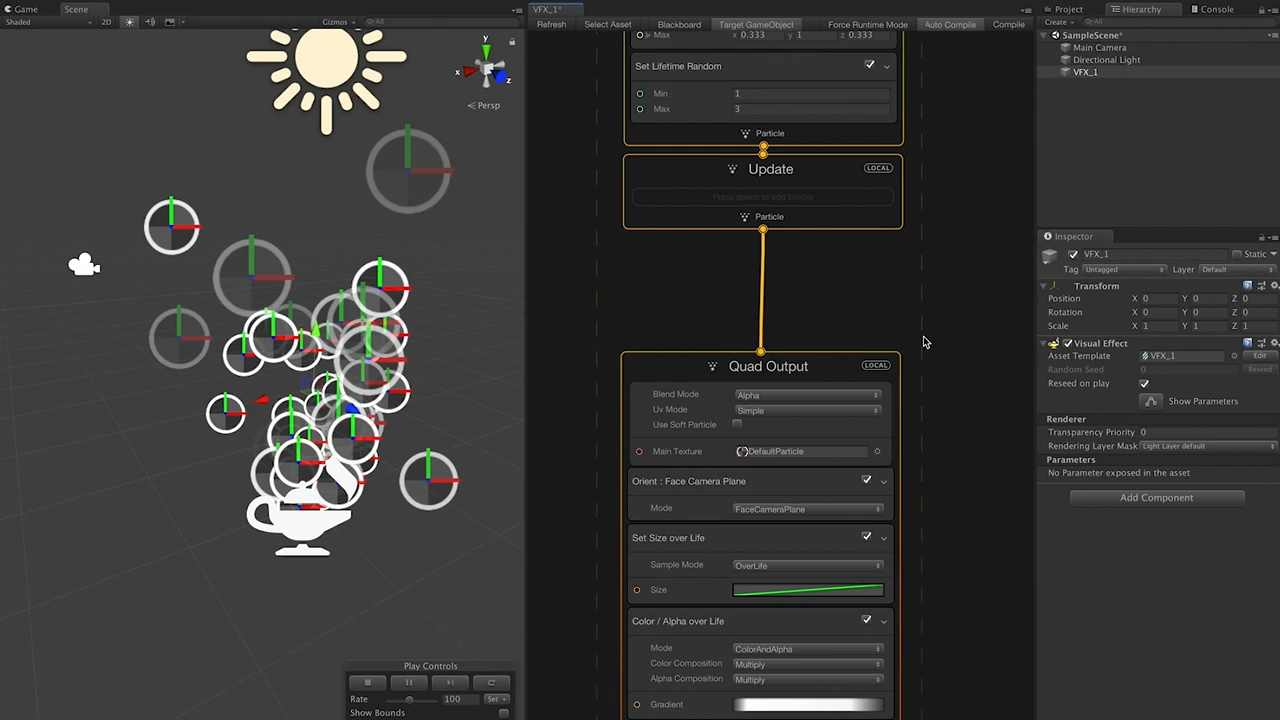 Game
Scene
Shaded
2D
Gizmos
All
y
x
z
Persp
Play Controls
Rate
100
Set
Show Bounds
VFX_1*
Refresh
Select Asset
Blackboard
Target GameObject
Force Runtime Mode
Auto Compile
Compile
Max x 0.333 y 1 z 0.333
Set Lifetime Random
Min 1
Max 3
Particle
Update
LOCAL
Press space to add blocks
Particle
Quad Output
LOCAL
Blend Mode Alpha
Uv Mode Simple
Use Soft Particle
Main Texture DefaultParticle
Orient : Face Camera Plane
Mode FaceCameraPlane
Set Size over Life
Sample Mode OverLife
Size
Color / Alpha over Life
Mode ColorAndAlpha
Color Composition Multiply
Alpha Composition Multiply
Gradient
Project
Hierarchy
Console
Create
All
SampleScene*
Main Camera
Directional Light
VFX_1
Inspector
VFX_1
Static
Tag Untagged Layer Default
Transform
Position X 0 Y 0 Z 0
Rotation X 0 Y 0 Z 0
Scale X 1 Y 1 Z 1
Visual Effect
Asset Template VFX_1 Edit
Random Seed 0 Reseed
Reseed on play
Show Parameters
Renderer
Transparency Priority 0
Rendering Layer Mask Light Layer default
Parameters
No Parameter exposed in the asset
Add Component